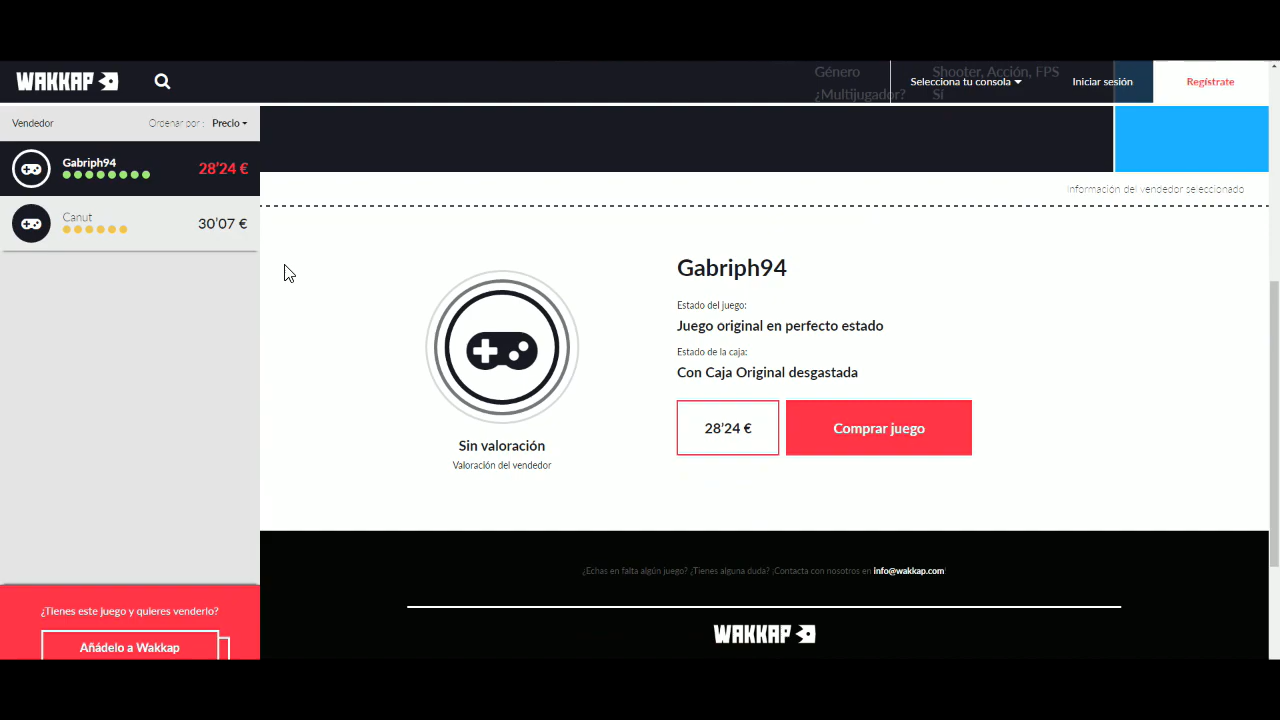 WAKKAP
Género Shooter, Acción, FPS
¿Multijugador? Sí
Selecciona tu consola
Iniciar sesión
Regístrate
Vendedor
Ordenar por : Precio
Gabriph94
28'24 €
Canut
30'07 €
Información del vendedor seleccionado
Gabriph94
Estado del juego:
Juego original en perfecto estado
Estado de la caja:
Con Caja Original desgastada
28'24 €
Comprar juego
Sin valoración
Valoración del vendedor
¿Tienes este juego y quieres venderlo?
Añádelo a Wakkap
¿Echas en falta algún juego? ¿Tienes alguna duda? ¡Contacta con nosotros en info@wakkap.com!
WAKKAP